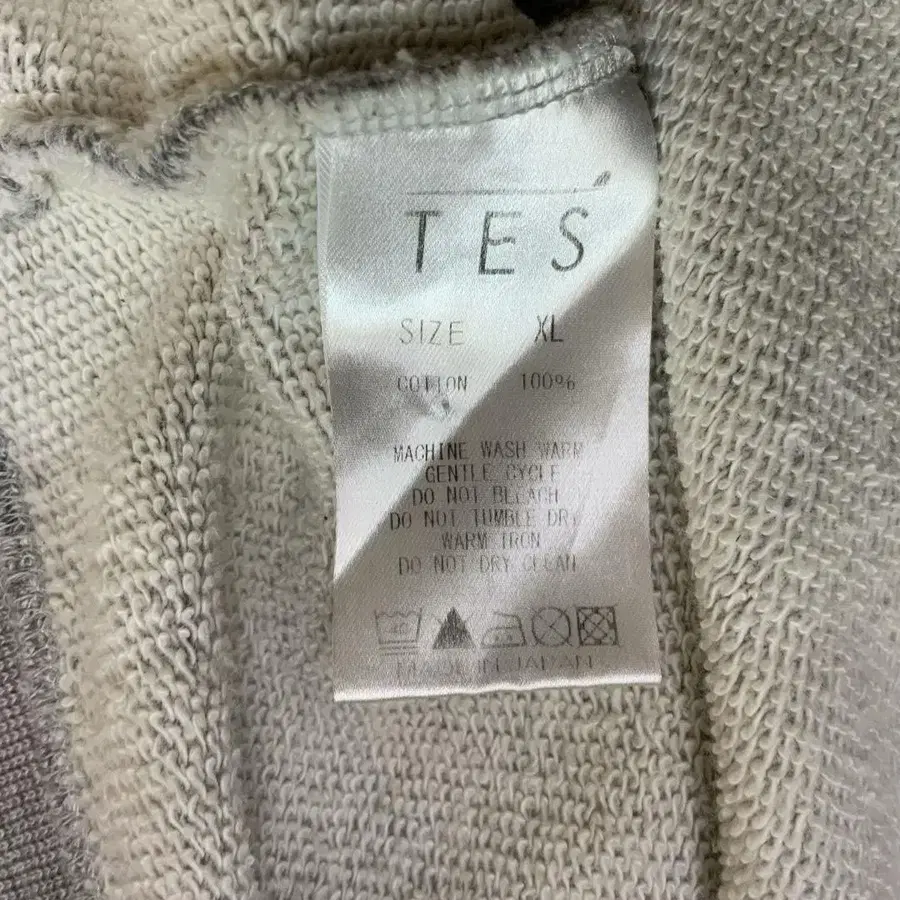 TES
SIZE XL
COTTON 100%
MACHINE WASH WARM
GENTLE CYCLE
DO NOT BLEACH
DO NOT TUMBLE DRY
WARM IRON
DO NOT DRY CLEAN
MADE IN JAPAN